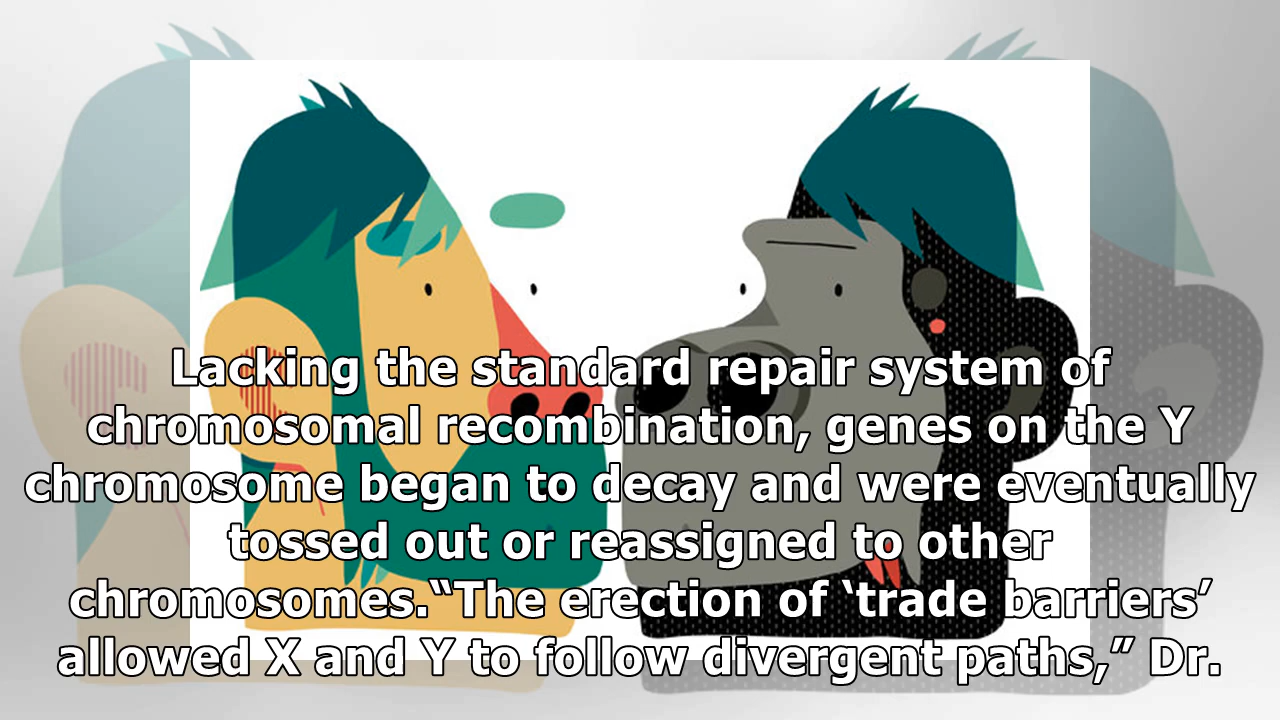 Lacking the standard repair system of
chromosomal recombination, genes on the Y
chromosome began to decay and were eventually
tossed out or reassigned to other
chromosomes.“The erection of ‘trade barriers’
allowed X and Y to follow divergent paths,” Dr.